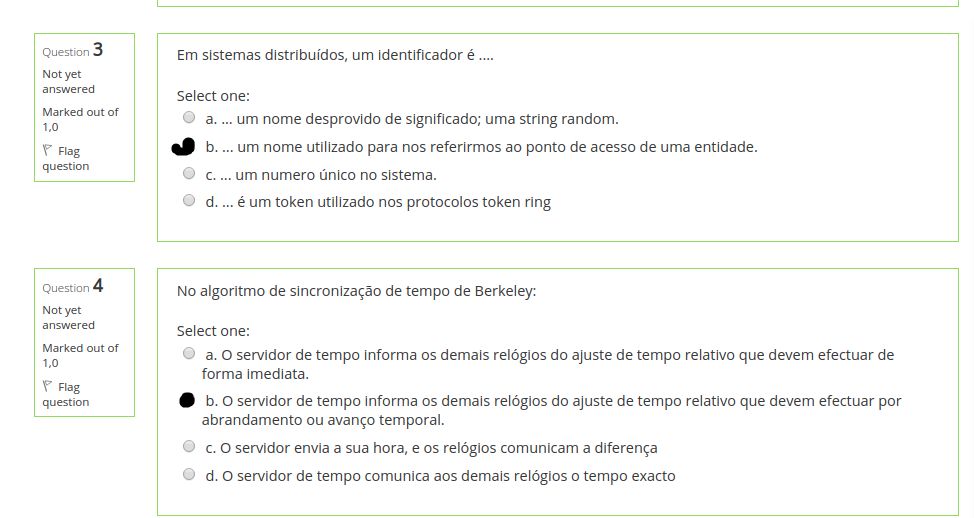 Question 3
Not yet
answered
Marked out of
1,0
Flag
question
Em sistemas distribuídos, um identificador é ....
Select one:
a. ... um nome desprovido de significado; uma string random.
b. ... um nome utilizado para nos referirmos ao ponto de acesso de uma entidade.
c. ... um numero único no sistema.
d. ... é um token utilizado nos protocolos token ring
Question 4
Not yet
answered
Marked out of
1,0
Flag
question
No algoritmo de sincronização de tempo de Berkeley:
Select one:
a. O servidor de tempo informa os demais relógios do ajuste de tempo relativo que devem efectuar de
forma imediata.
b. O servidor de tempo informa os demais relógios do ajuste de tempo relativo que devem efectuar por
abrandamento ou avanço temporal.
c. O servidor envia a sua hora, e os relógios comunicam a diferença
d. O servidor de tempo comunica aos demais relógios o tempo exacto